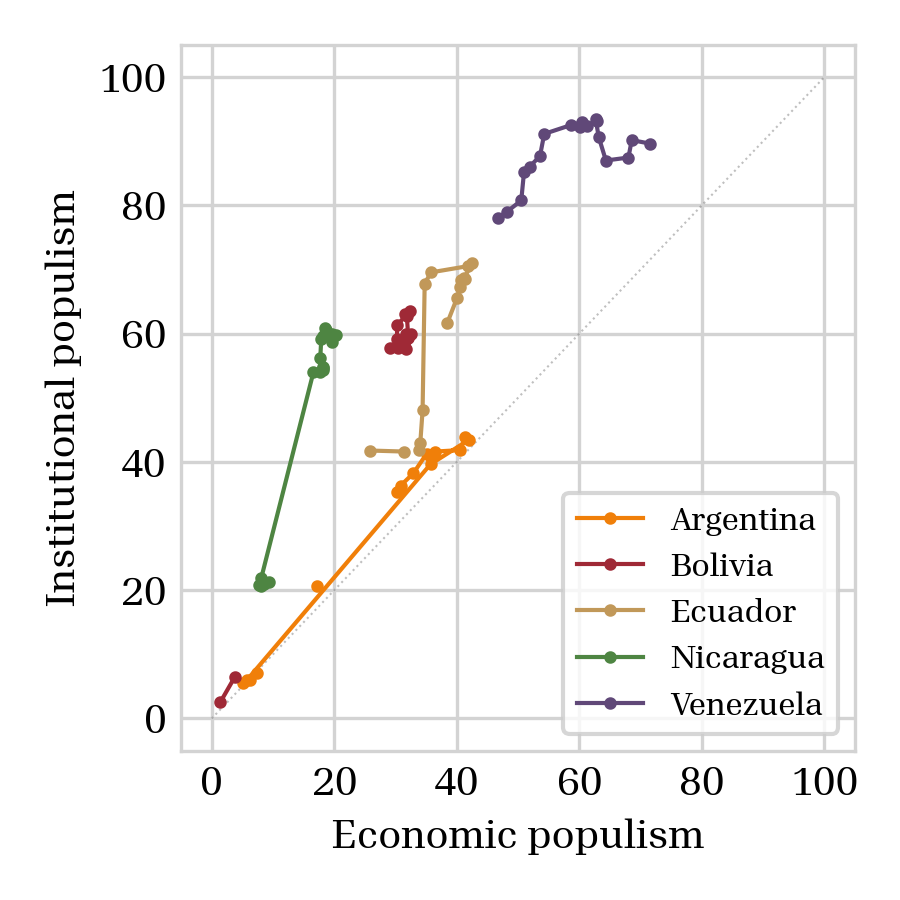 100
80
60
40
20
0
Institutional populism
0 20 40 60 80 100
Economic populism
Argentina
Bolivia
Ecuador
Nicaragua
Venezuela